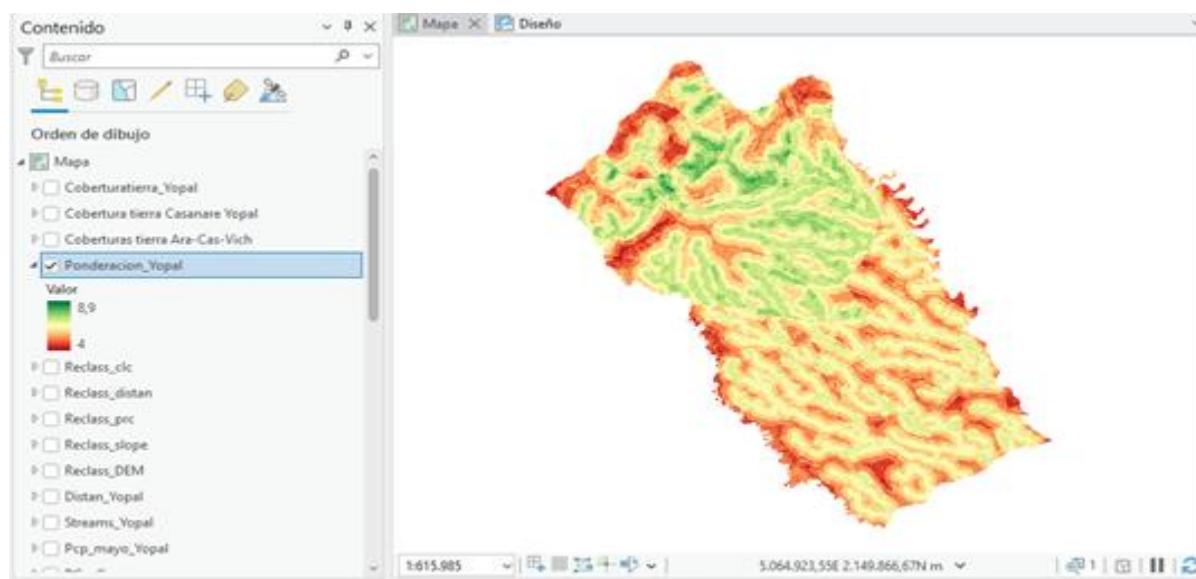 Contenido
Buscar
Orden de dibujo
Mapa
Coberturatierra_Yopal
Cobertura tierra Casanare Yopal
Coberturas tierra Ara-Cas-Vich
Ponderacion_Yopal
Valor
8,9
4
Reclass_clc
Reclass_distan
Reclass_prc
Reclass_slope
Reclass_DEM
Distan_Yopal
Streams_Yopal
Pcp_mayo_Yopal
Mapa Diseño
1:615.985 5.064.923,55E 2.149.866,67N m 1